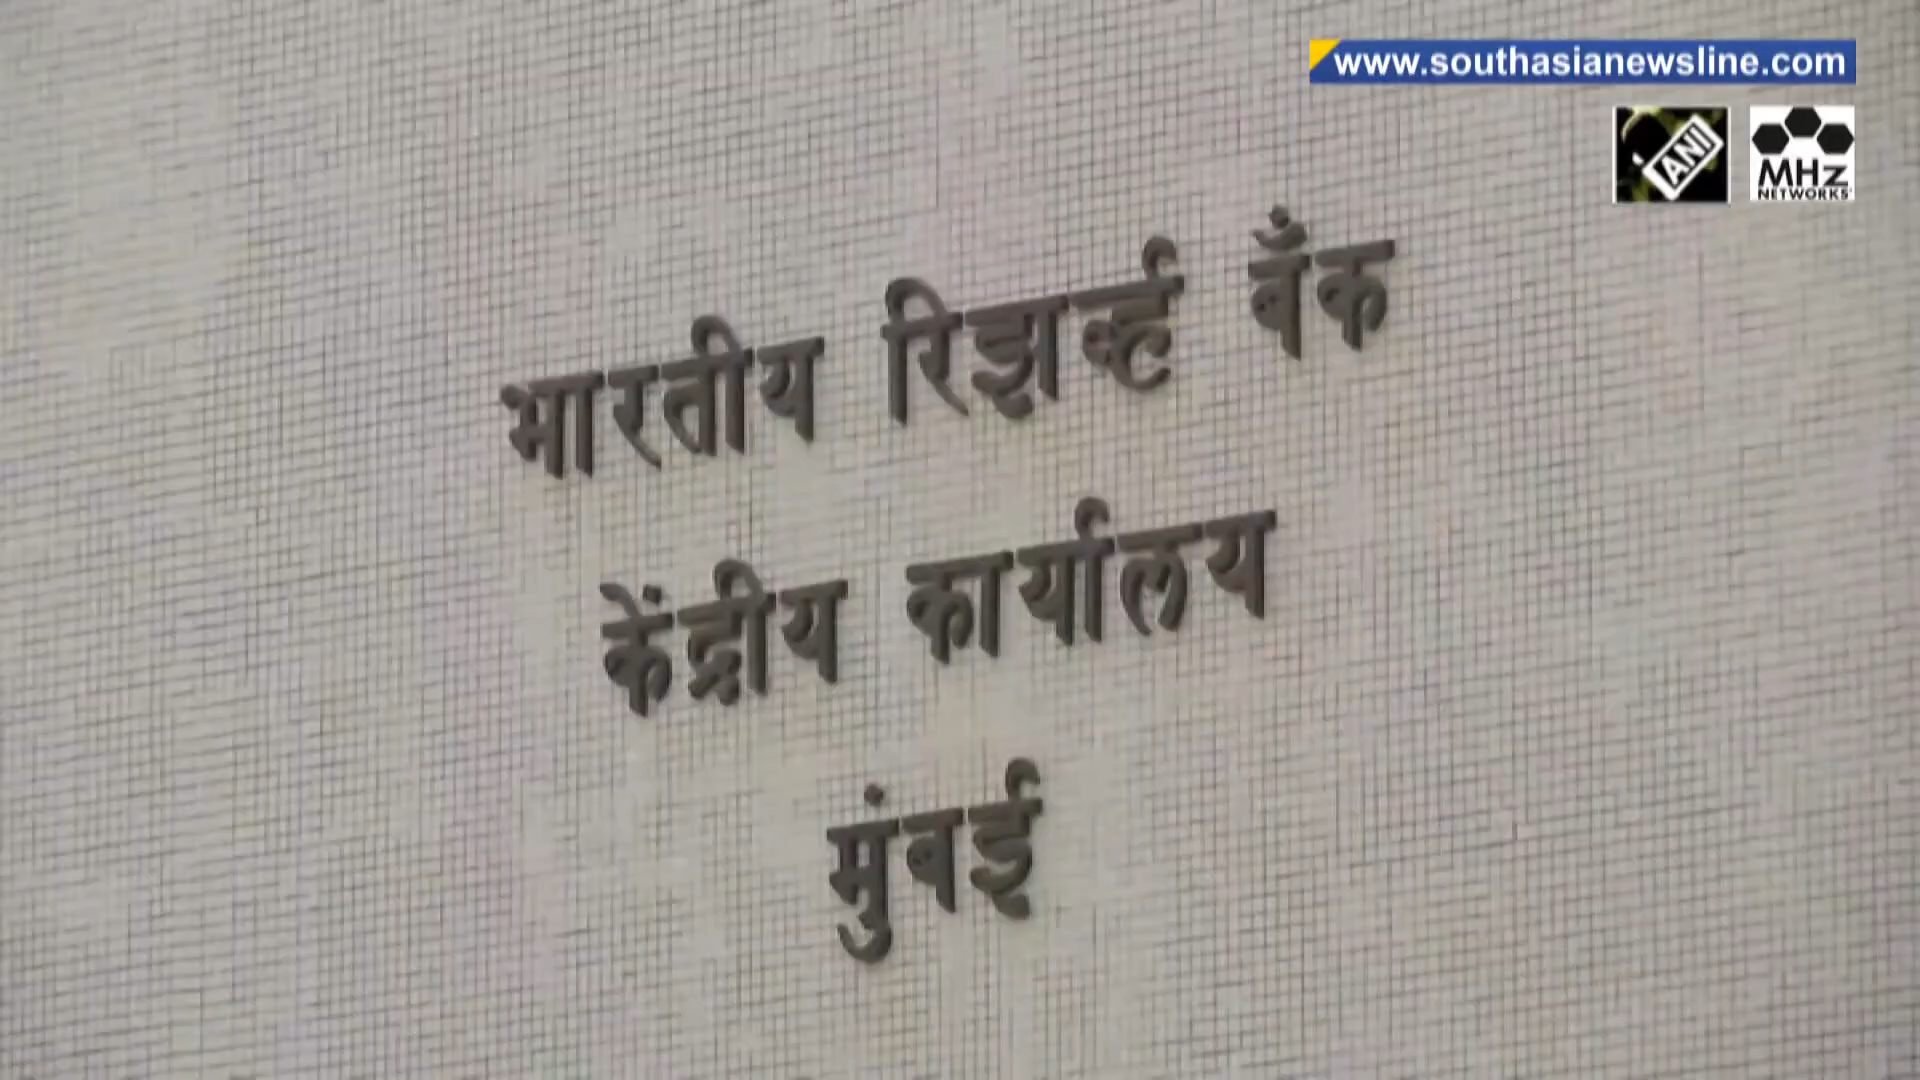 www.southasianewsline.com
ANI
MHz
NETWORKS
भारतीय रिझर्व्ह बँक
केंद्रीय कार्यालय
मुंबई